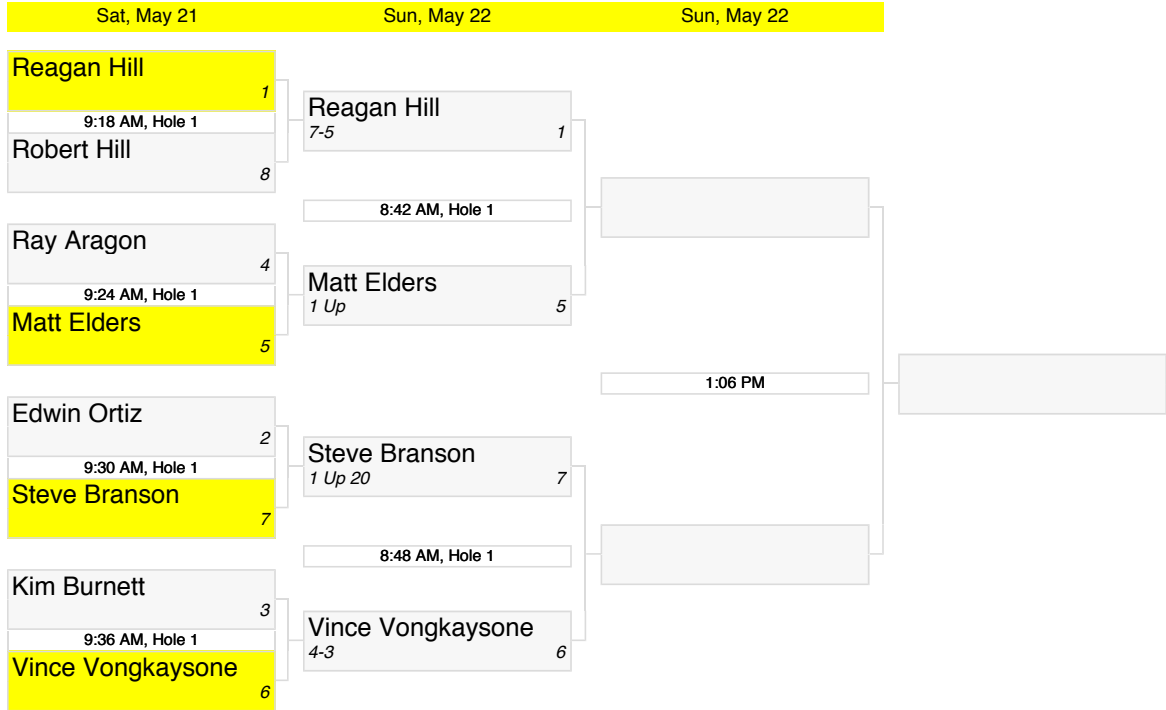 Sat, May 21
Sun, May 22
Sun, May 22
Reagan Hill
1
9:18 AM, Hole 1
Robert Hill
8
Ray Aragon
4
9:24 AM, Hole 1
Matt Elders
5
Edwin Ortiz
2
9:30 AM, Hole 1
Steve Branson
7
Kim Burnett
3
9:36 AM, Hole 1
Vince Vongkaysone
6
Reagan Hill
7-5 1
8:42 AM, Hole 1
Matt Elders
1 Up 5
Steve Branson
1 Up 20 7
8:48 AM, Hole 1
Vince Vongkaysone
4-3 6
1:06 PM